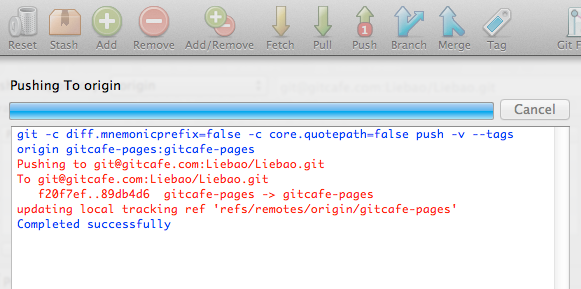 Reset Stash Add Remove Add/Remove Fetch Pull Push Branch Merge Tag Git F
1
Pushing To origin
Cancel
git -c diff.mnemonicprefix=false -c core.quotepath=false push -v --tags
origin gitcafe-pages:gitcafe-pages
Pushing to git@gitcafe.com:Liebao/Liebao.git
To git@gitcafe.com:Liebao/Liebao.git
f20f7ef..89db4d6 gitcafe-pages -> gitcafe-pages
updating local tracking ref 'refs/remotes/origin/gitcafe-pages'
Completed successfully